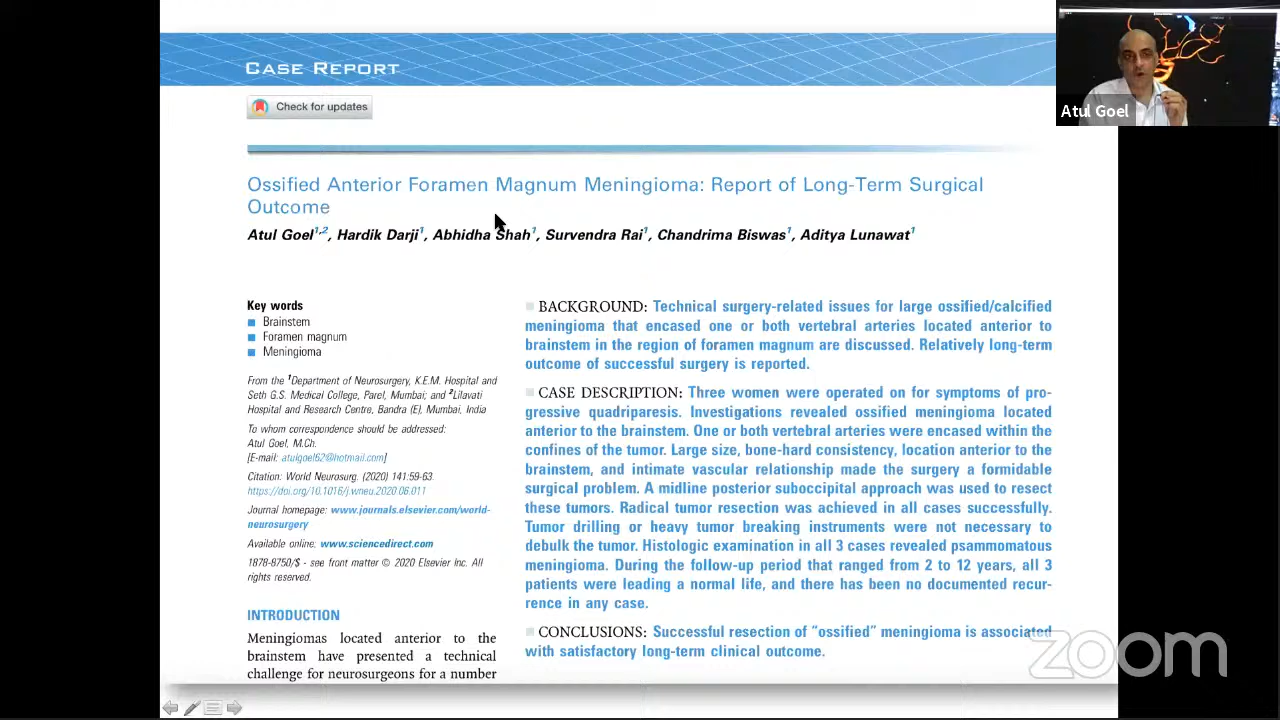 CASE REPORT
Check for updates
Atul Goel
Ossified Anterior Foramen Magnum Meningioma: Report of Long-Term Surgical
Outcome
Atul Goel1,2, Hardik Darji1, Abhidha Shah1, Survendra Rai1, Chandrima Biswas1, Aditya Lunawat1
Key words
■ Brainstem
■ Foramen magnum
■ Meningioma
From the 1Department of Neurosurgery, K.E.M. Hospital and
Seth G.S. Medical College, Parel, Mumbai; and 2Lilavati
Hospital and Research Centre, Bandra (E), Mumbai, India
To whom correspondence should be addressed:
Atul Goel, M.Ch.
[E-mail: atulgoel62@hotmail.com]
Citation: World Neurosurg. (2020) 141:59-63.
https://doi.org/10.1016/j.wneu.2020.06.011
Journal homepage: www.journals.elsevier.com/world-
neurosurgery
Available online: www.sciencedirect.com
1878-8750/$ - see front matter © 2020 Elsevier Inc. All
rights reserved.
INTRODUCTION
Meningiomas located anterior to the
brainstem have presented a technical
challenge for neurosurgeons for a number
BACKGROUND: Technical surgery-related issues for large ossified/calcified
meningioma that encased one or both vertebral arteries located anterior to
brainstem in the region of foramen magnum are discussed. Relatively long-term
outcome of successful surgery is reported.
CASE DESCRIPTION: Three women were operated on for symptoms of pro-
gressive quadriparesis. Investigations revealed ossified meningioma located
anterior to the brainstem. One or both vertebral arteries were encased within the
confines of the tumor. Large size, bone-hard consistency, location anterior to the
brainstem, and intimate vascular relationship made the surgery a formidable
surgical problem. A midline posterior suboccipital approach was used to resect
these tumors. Radical tumor resection was achieved in all cases successfully.
Tumor drilling or heavy tumor breaking instruments were not necessary to
debulk the tumor. Histologic examination in all 3 cases revealed psammomatous
meningioma. During the follow-up period that ranged from 2 to 12 years, all 3
patients were leading a normal life, and there has been no documented recur-
rence in any case.
CONCLUSIONS: Successful resection of "ossified" meningioma is associated
with satisfactory long-term clinical outcome.
zoom